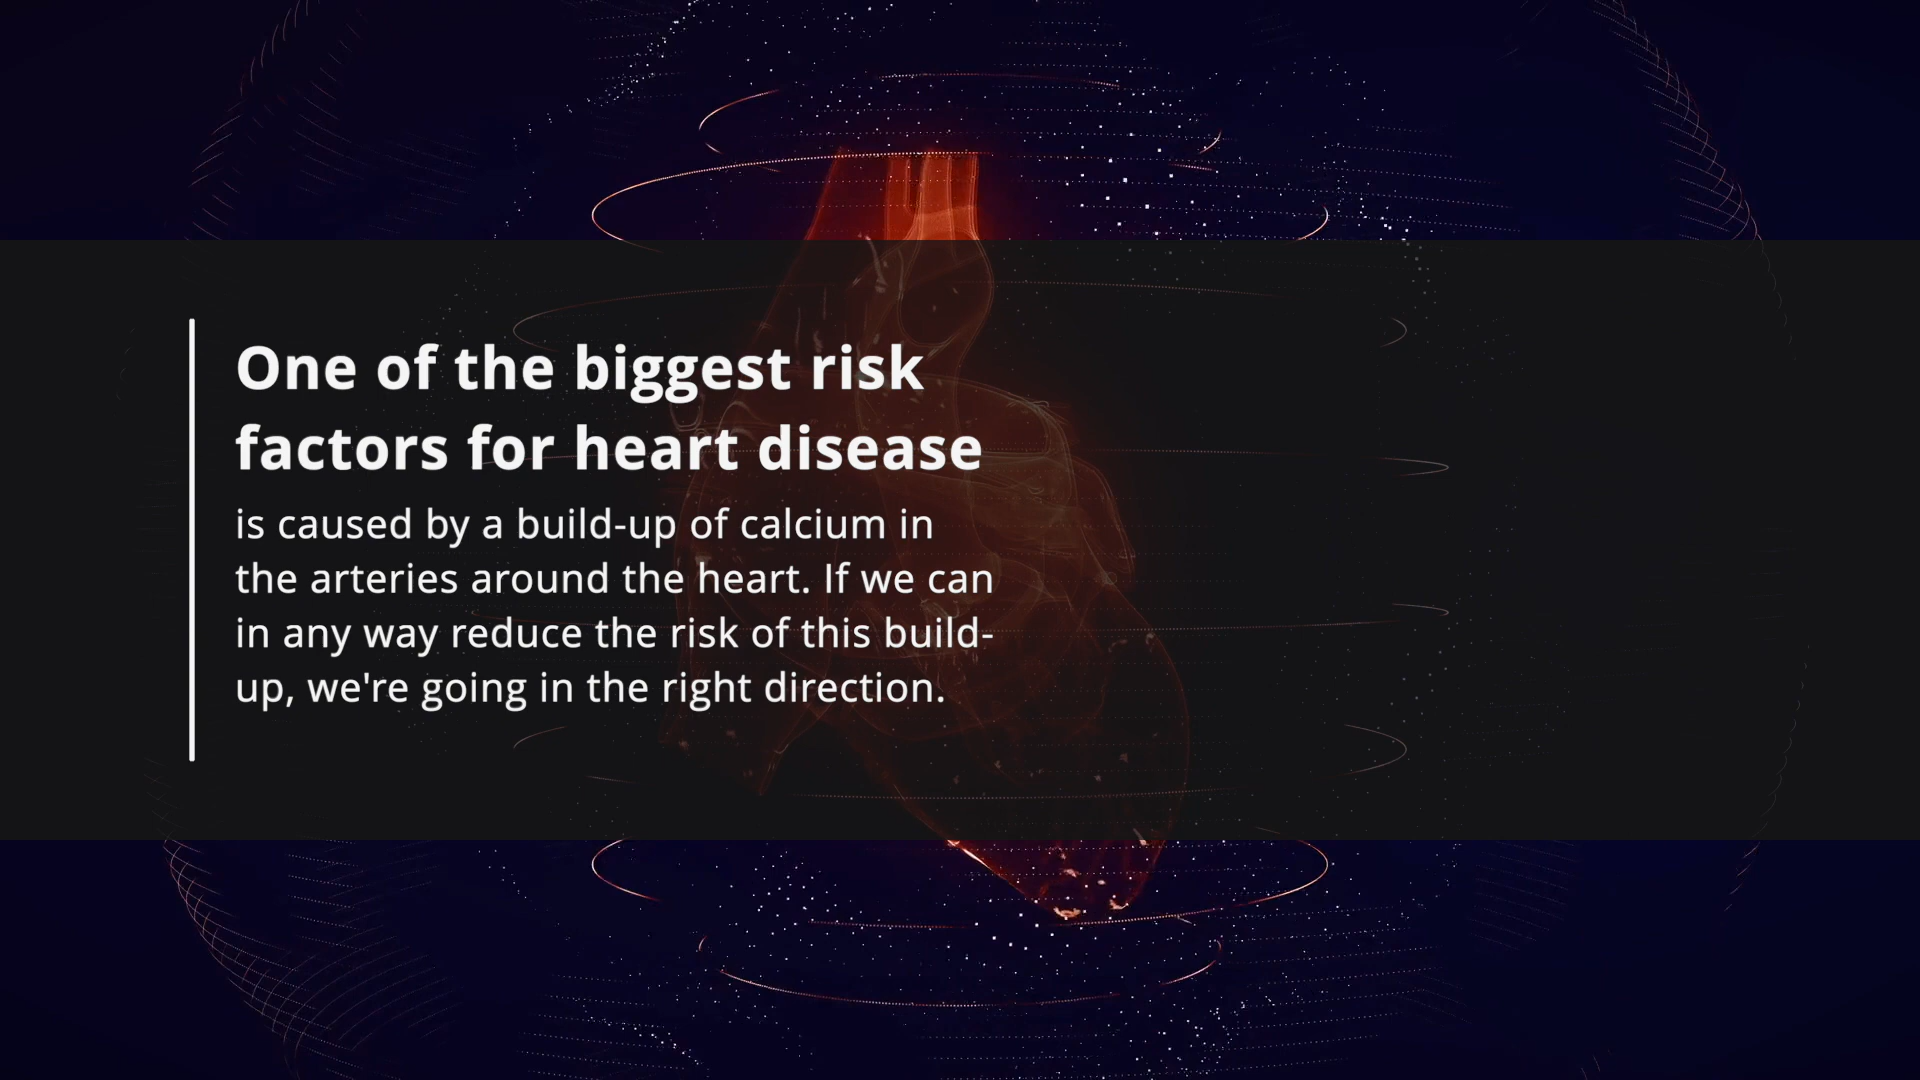 One of the biggest risk
factors for heart disease
is caused by a build-up of calcium in
the arteries around the heart. If we can
in any way reduce the risk of this build-
up, we're going in the right direction.